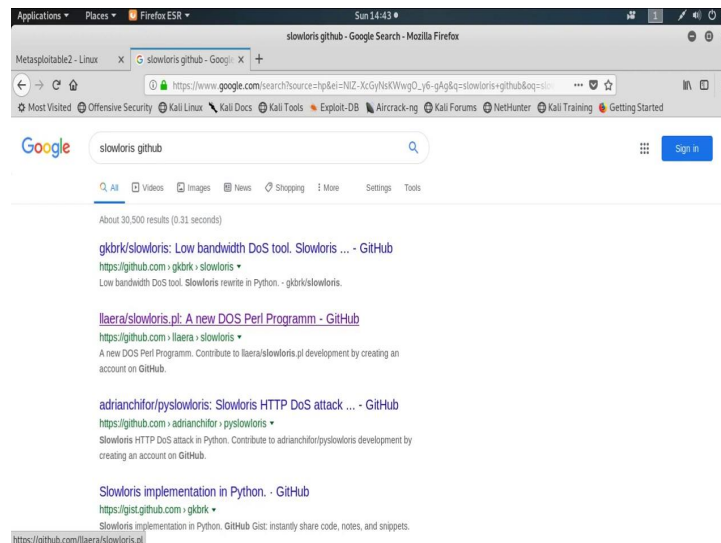 Applications Places Firefox ESR Sun 14:43 1
slowloris github - Google Search - Mozilla Firefox
Metasploitable2 - Linux X G slowloris github - Google X +
https://www.google.com/search?source=hp&ei=NIZ-XcGyNsKWwgO_y6-gAg&q=slowloris+github&oq=slo ...
Most Visited Offensive Security Kali Linux Kali Docs Kali Tools Exploit-DB Aircrack-ng Kali Forums NetHunter Kali Training Getting Started
Google slowloris github Sign in
All Videos Images News Shopping More Settings Tools
About 30,500 results (0.31 seconds)
gkbrk/slowloris: Low bandwidth DoS tool. Slowloris ... - GitHub
https://github.com › gkbrk › slowloris
Low bandwidth DoS tool. Slowloris rewrite in Python. - gkbrk/slowloris.
llaera/slowloris.pl: A new DOS Perl Programm - GitHub
https://github.com › llaera › slowloris
A new DOS Perl Programm. Contribute to llaera/slowloris.pl development by creating an
account on GitHub.
adrianchifor/pyslowloris: Slowloris HTTP DoS attack ... - GitHub
https://github.com › adrianchifor › pyslowloris
Slowloris HTTP DoS attack in Python. Contribute to adrianchifor/pyslowloris development by
creating an account on GitHub.
Slowloris implementation in Python. · GitHub
https://gist.github.com › gkbrk
Slowloris implementation in Python. GitHub Gist: instantly share code, notes, and snippets.
https://github.com/llaera/slowloris.pl